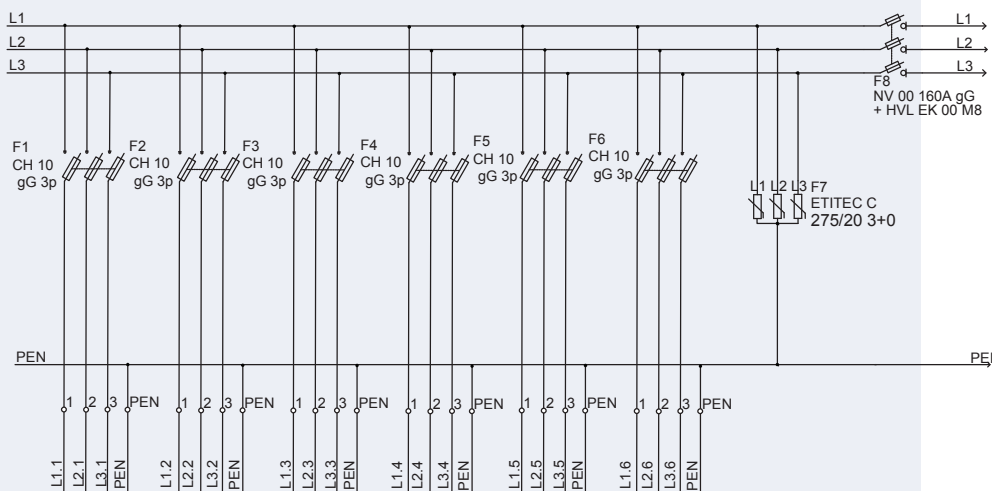 L1
L1
L2
L2
L3
L3
F8
NV 00 160A gG
+ HVL EK 00 M8
F1
CH 10
gG 3p
F2
CH 10
gG 3p
F3
CH 10
gG 3p
F4
CH 10
gG 3p
F5
CH 10
gG 3p
F6
CH 10
gG 3p
L1 L2 L3 F7
ETITEC C
275/20 3+0
PEN
1 2 3 PEN
1 2 3 PEN
1 2 3 PEN
1 2 3 PEN
1 2 3 PEN
1 2 3 PEN
L1.1
L2.1
L3.1
PEN
L1.2
L2.2
L3.2
PEN
L1.3
L2.3
L3.3
PEN
L1.4
L2.4
L3.4
PEN
L1.5
L2.5
L3.5
PEN
L1.6
L2.6
L3.6
PEN